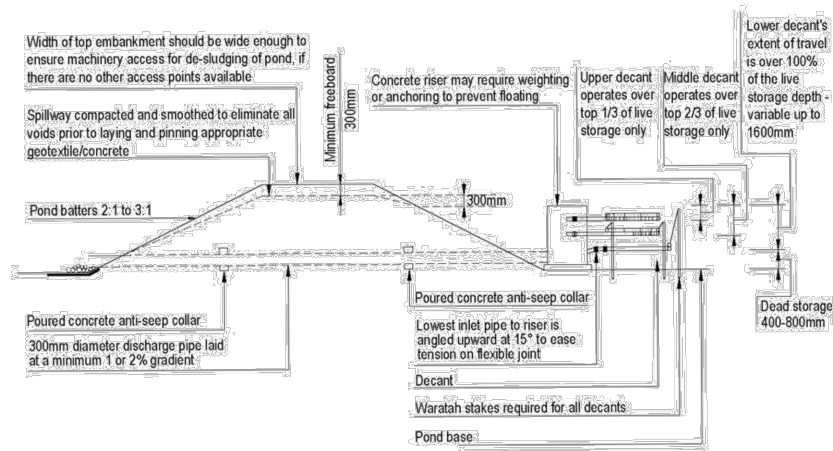 Width of top embankment should be wide enough to
ensure machinery access for de-sludging of pond, if
there are no other access points available
Spillway compacted and smoothed to eliminate all
voids prior to laying and pinning appropriate
geotextile/concrete
Pond batters 2:1 to 3:1
Minimum freeboard
300mm
300mm
Concrete riser may require weighting
or anchoring to prevent floating
Upper decant
operates over
top 1/3 of live
storage only
Middle decant
operates over
top 2/3 of live
storage only
Lower decant's
extent of travel
is over 100%
of the live
storage depth -
variable up to
1600mm
Poured concrete anti-seep collar
300mm diameter discharge pipe laid
at a minimum 1 or 2% gradient
Poured concrete anti-seep collar
Lowest inlet pipe to riser is
angled upward at 15° to ease
tension on flexible joint
Decant
Waratah stakes required for all decants
Pond base
Dead storage
400-800mm